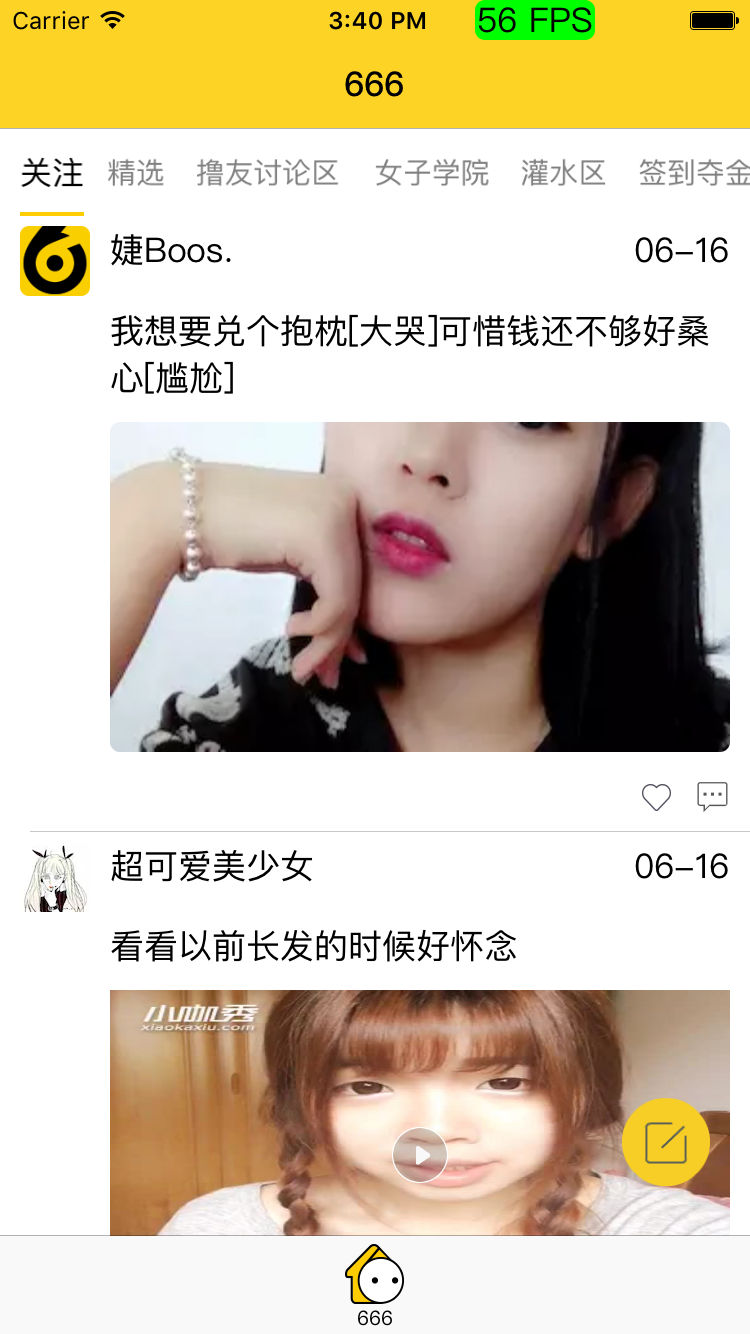 Carrier 3:40 PM 56 FPS
666
关注 精选 撸友讨论区 女子学院 灌水区 签到夺金
婕Boos. 06-16
我想要兑个抱枕[大哭]可惜钱还不够好桑
心[尴尬]
超可爱美少女 06-16
看看以前长发的时候好怀念
小咖秀
xiaokaxiu.com
666